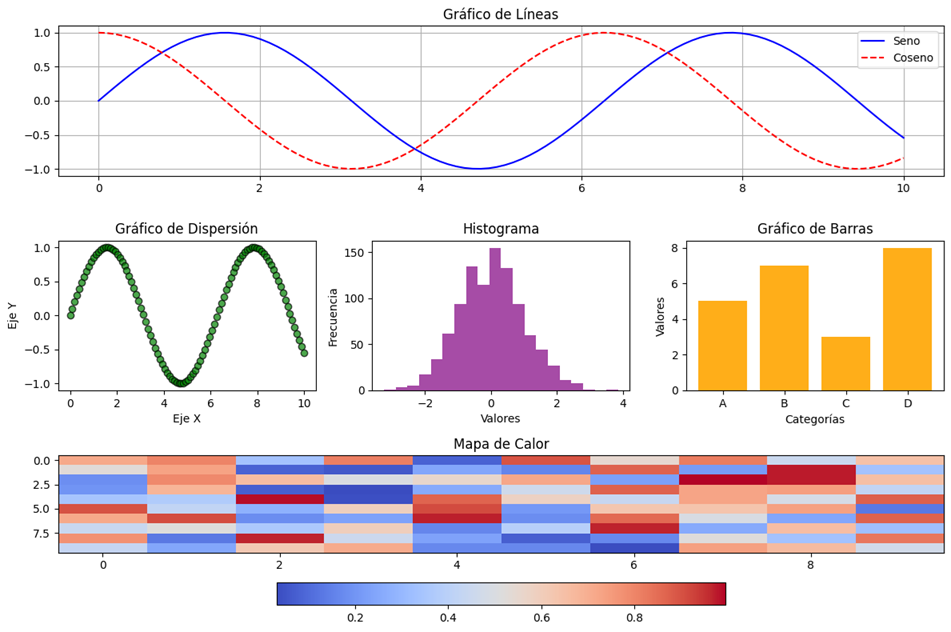 Gráfico de Líneas
1.0
0.5
0.0
−0.5
−1.0
0 2 4 6 8 10
Seno
Coseno
Gráfico de Dispersión
Eje Y
1.0
0.5
0.0
−0.5
−1.0
0 2 4 6 8 10
Eje X
Histograma
Frecuencia
150
100
50
0
−2 0 2 4
Valores
Gráfico de Barras
Valores
8
6
4
2
0
A B C D
Categorías
Mapa de Calor
0.0
2.5
5.0
7.5
0 2 4 6 8
0.2 0.4 0.6 0.8